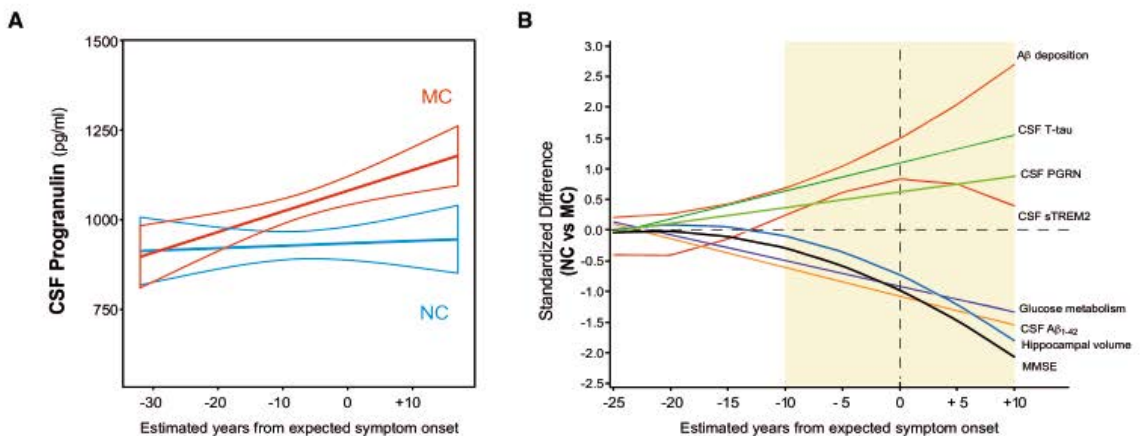 A
CSF Progranulin (pg/ml)
1500
1250
1000
750
MC
NC
-30
-20
-10
0
+10
Estimated years from expected symptom onset
B
Standardized Difference
(NC vs MC)
3.0
2.5
2.0
1.5
1.0
0.5
0.0
-0.5
-1.0
-1.5
-2.0
-2.5
Aβ deposition
CSF T-tau
CSF PGRN
CSF sTREM2
Glucose metabolism
CSF Aβ1-42
Hippocampal volume
MMSE
-25
-20
-15
-10
- 5
0
+ 5
+10
Estimated years from expected symptom onset